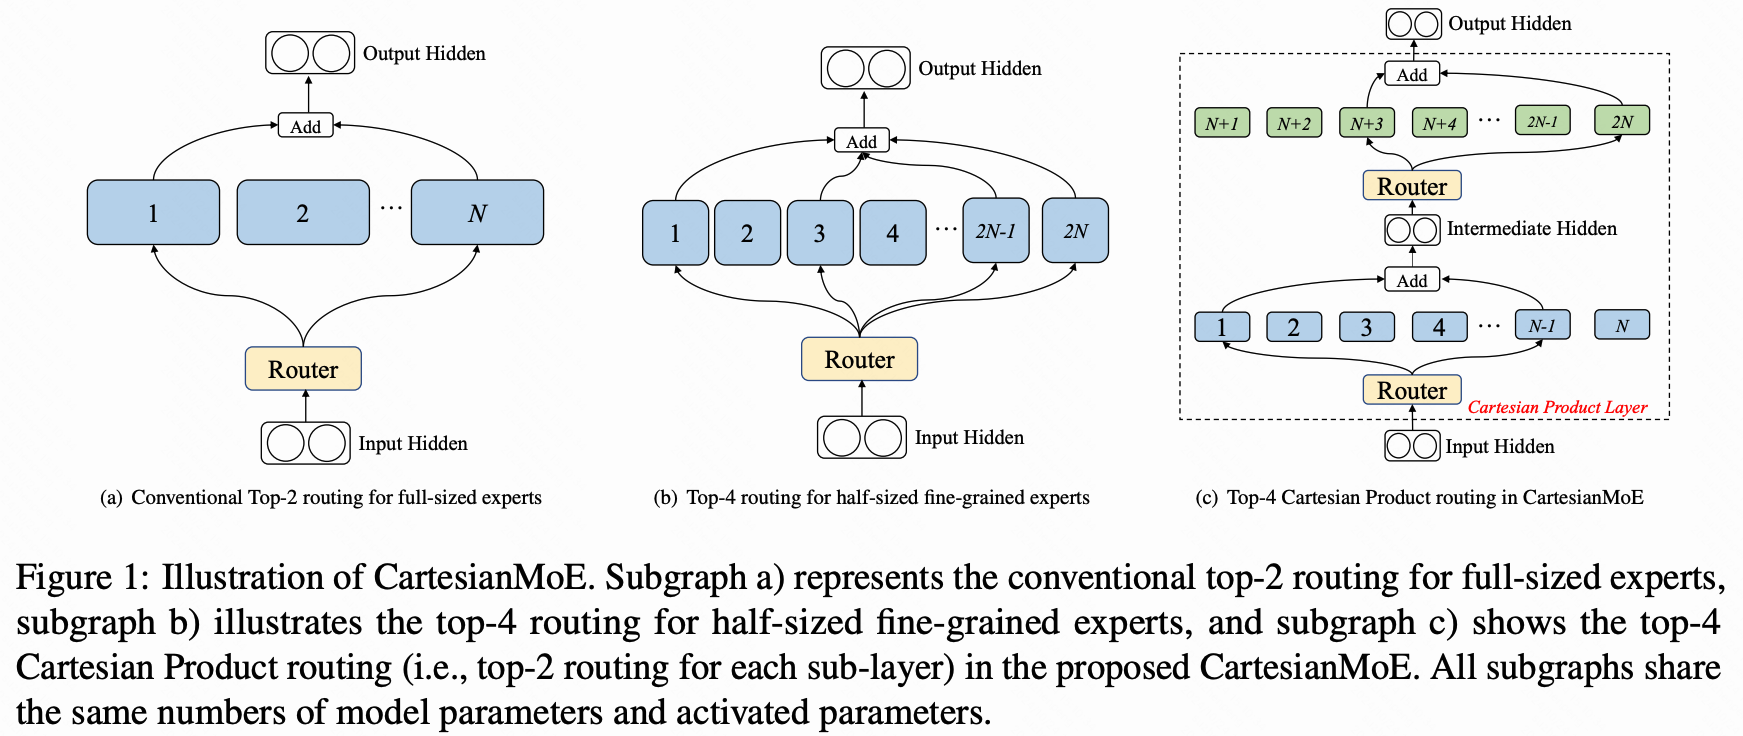 Output Hidden
Add
1 2 ... N
Router
Input Hidden
(a) Conventional Top-2 routing for full-sized experts
Output Hidden
Add
1 2 3 4 ... 2N-1 2N
Router
Input Hidden
(b) Top-4 routing for half-sized fine-grained experts
Output Hidden
Add
N+1 N+2 N+3 N+4 ... 2N-1 2N
Router
Intermediate Hidden
Add
1 2 3 4 ... N-1 N
Router
Cartesian Product Layer
Input Hidden
(c) Top-4 Cartesian Product routing in CartesianMoE
Figure 1: Illustration of CartesianMoE. Subgraph a) represents the conventional top-2 routing for full-sized experts,
subgraph b) illustrates the top-4 routing for half-sized fine-grained experts, and subgraph c) shows the top-4
Cartesian Product routing (i.e., top-2 routing for each sub-layer) in the proposed CartesianMoE. All subgraphs share
the same numbers of model parameters and activated parameters.